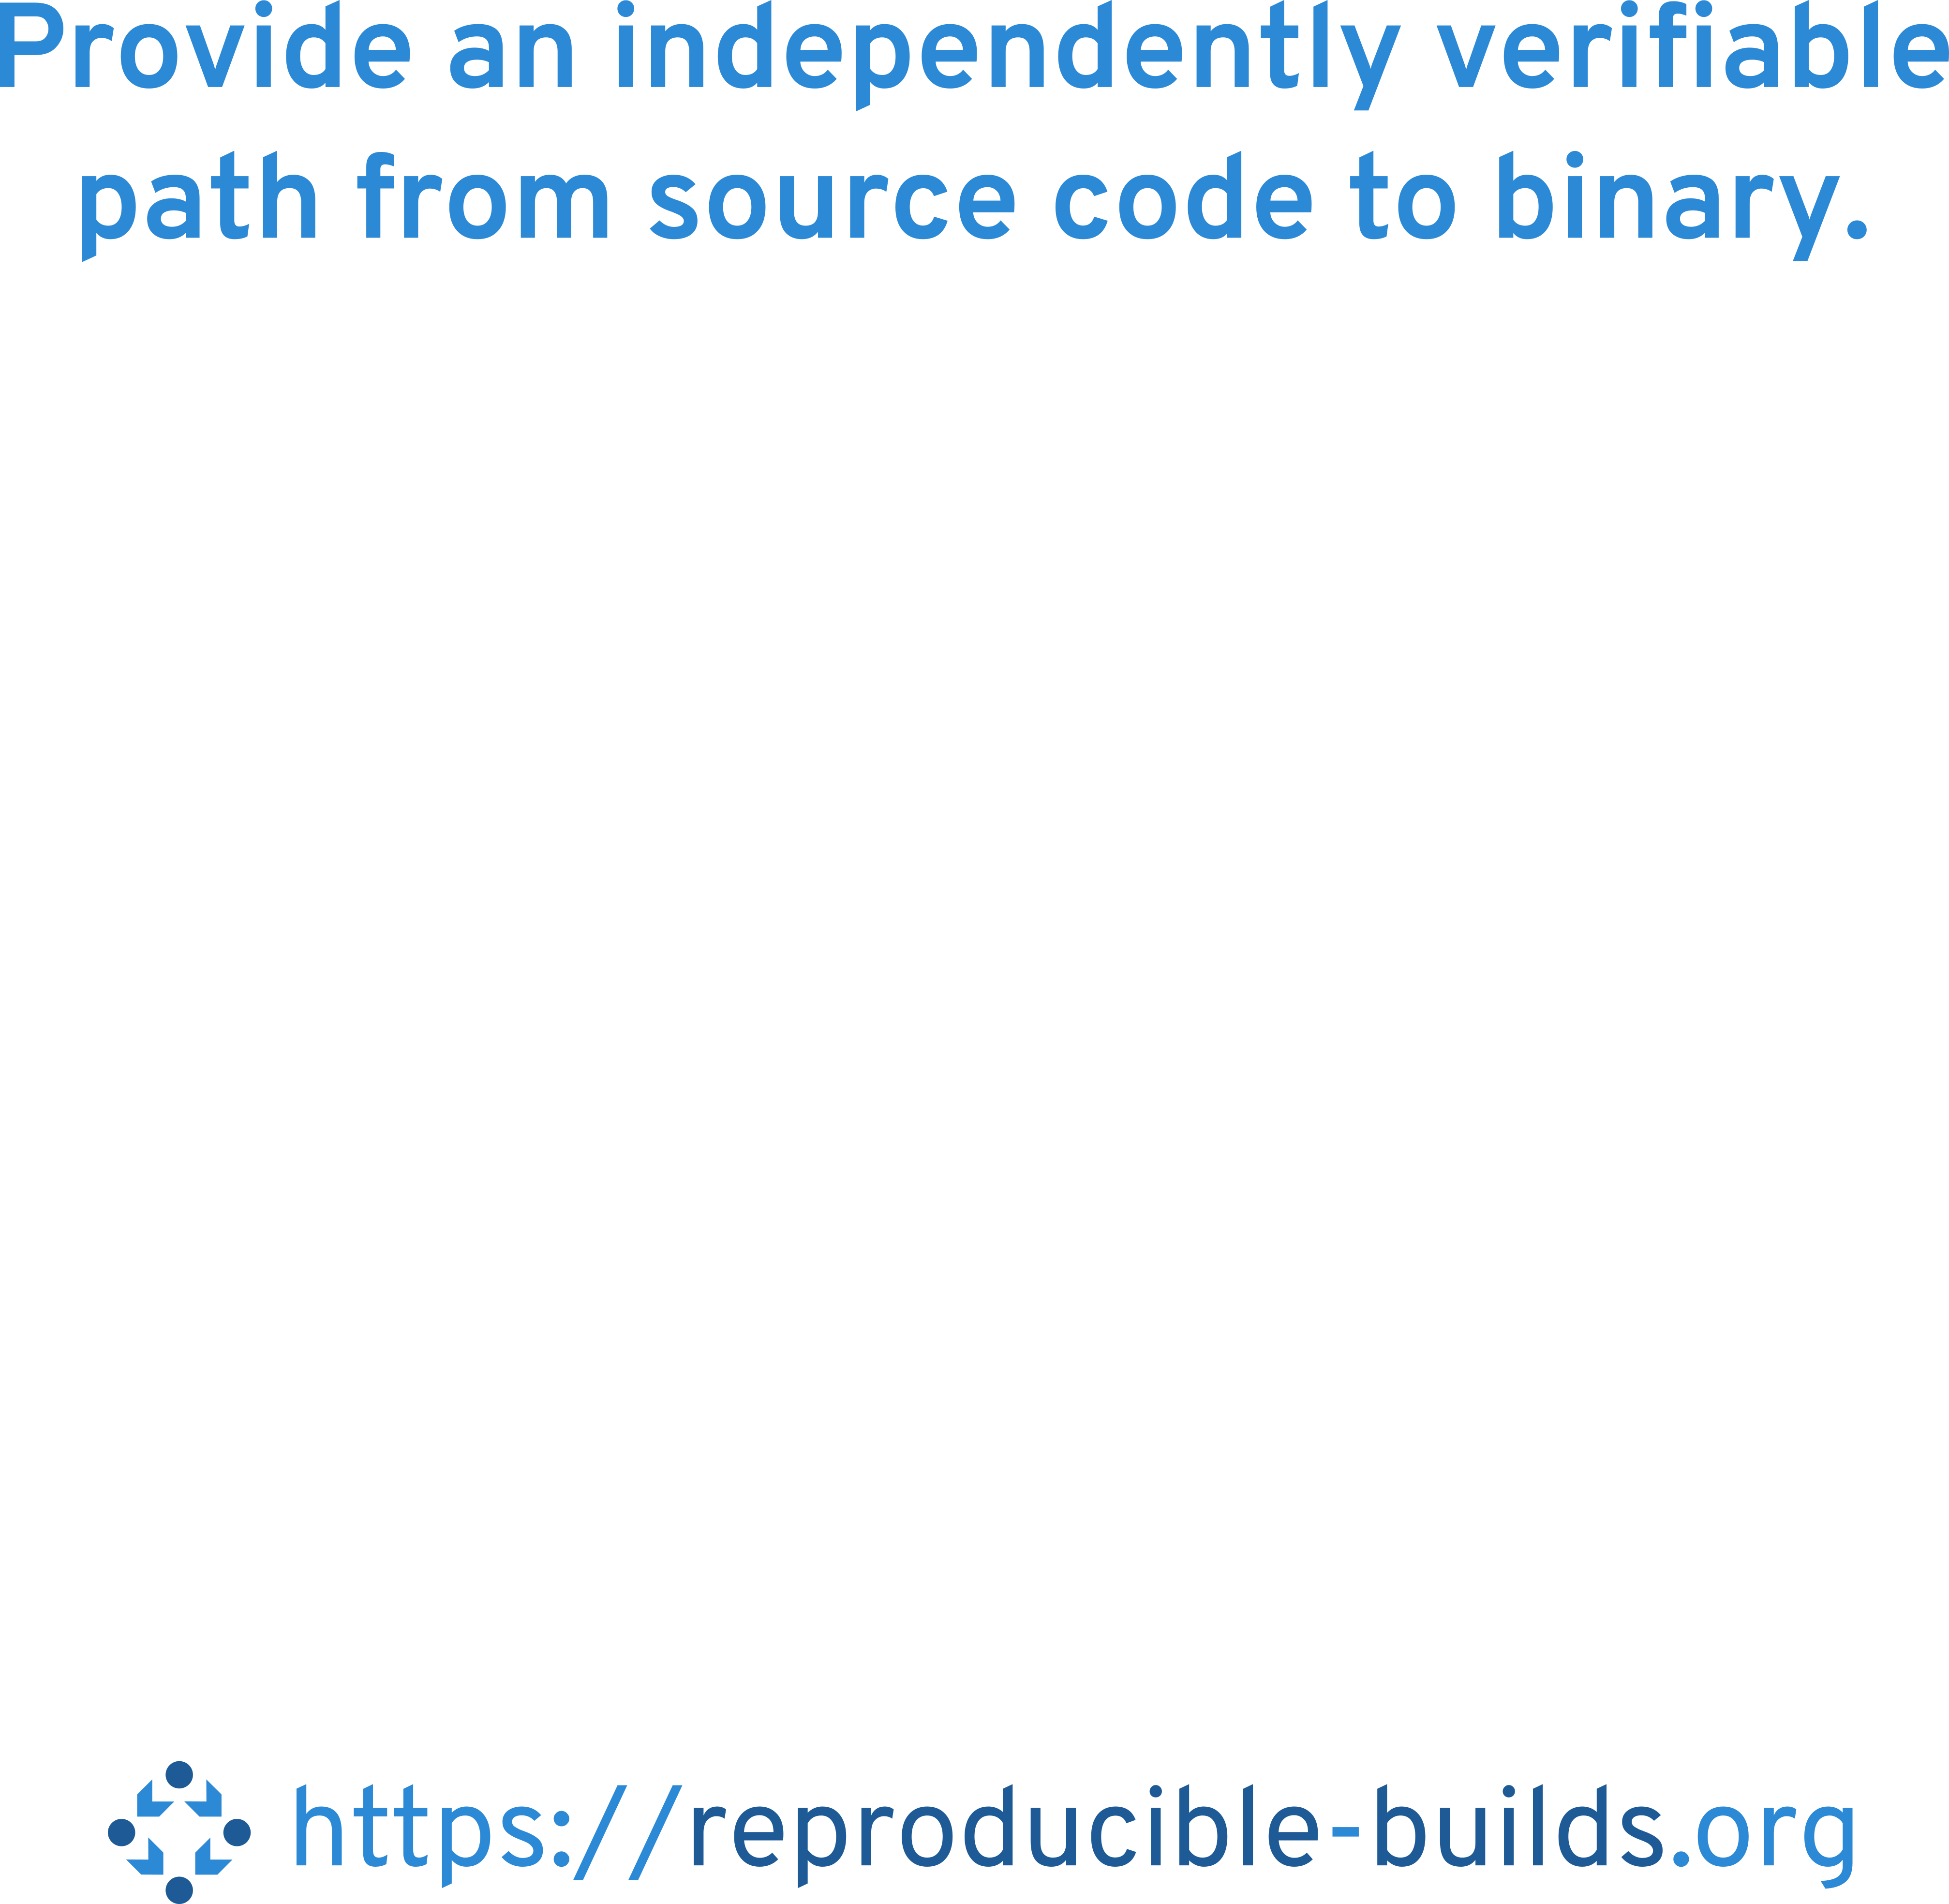 Provide an independently verifiable
path from source code to binary.
https://reproducible-builds.org